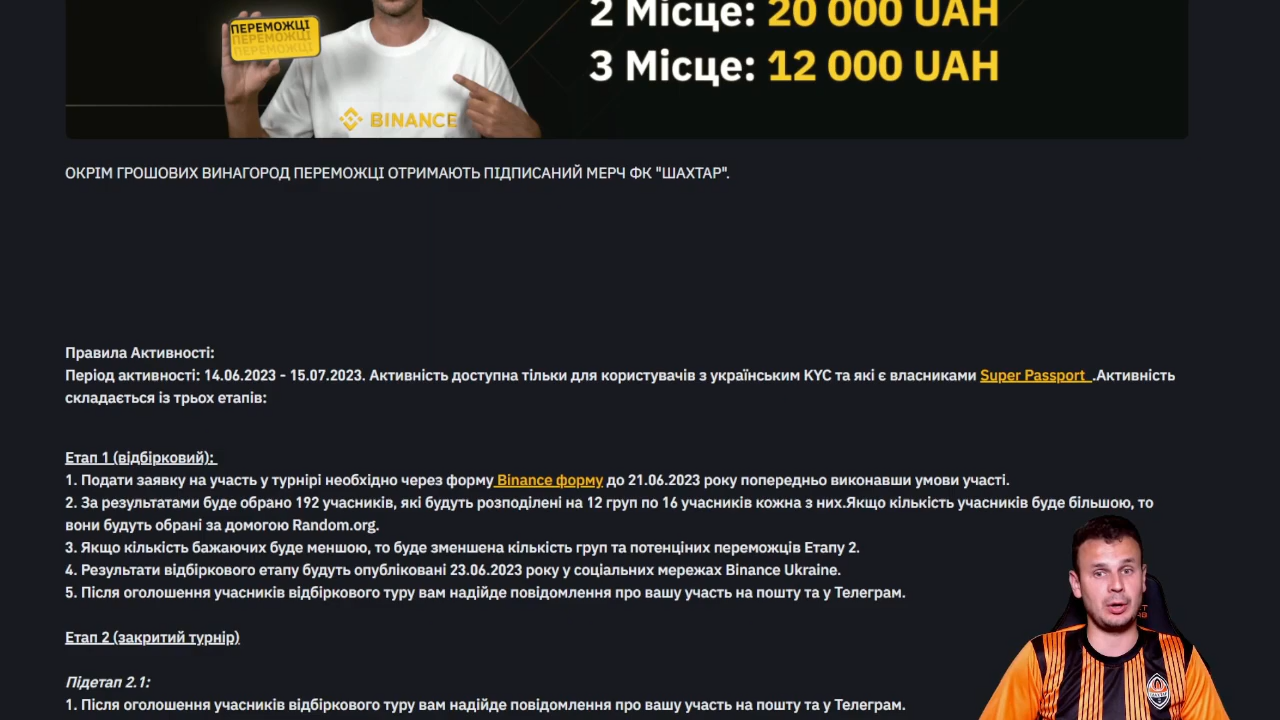 2 Місце: 20 000 UAH
ПЕРЕМОЖЦІ
ПЕРЕМОЖЦІ
ПЕРЕМОЖЦІ
3 Місце: 12 000 UAH
BINANCE
ОКРІМ ГРОШОВИХ ВИНАГОРОД ПЕРЕМОЖЦІ ОТРИМАЮТЬ ПІДПИСАНИЙ МЕРЧ ФК "ШАХТАР".
Правила Активності:
Період активності: 14.06.2023 - 15.07.2023. Активність доступна тільки для користувачів з українським KYC та які є власниками Super Passport .Активність
складається із трьох етапів:
Етап 1 (відбірковий):
1. Подати заявку на участь у турнірі необхідно через форму Binance форму до 21.06.2023 року попередньо виконавши умови участі.
2. За результатами буде обрано 192 учасників, які будуть розподілені на 12 груп по 16 учасників кожна з них.Якщо кількість учасників буде більшою, то
вони будуть обрані за домогою Random.org.
3. Якщо кількість бажаючих буде меншою, то буде зменшена кількість груп та потенціних переможців Етапу 2.
4. Результати відбіркового етапу будуть опубліковані 23.06.2023 року у соціальних мережах Binance Ukraine.
5. Після оголошення учасників відбіркового туру вам надійде повідомлення про вашу участь на пошту та у Телеграм.
Етап 2 (закритий турнір)
Підетап 2.1:
1. Після оголошення учасників відбіркового туру вам надійде повідомлення про вашу участь на пошту та у Телеграм.